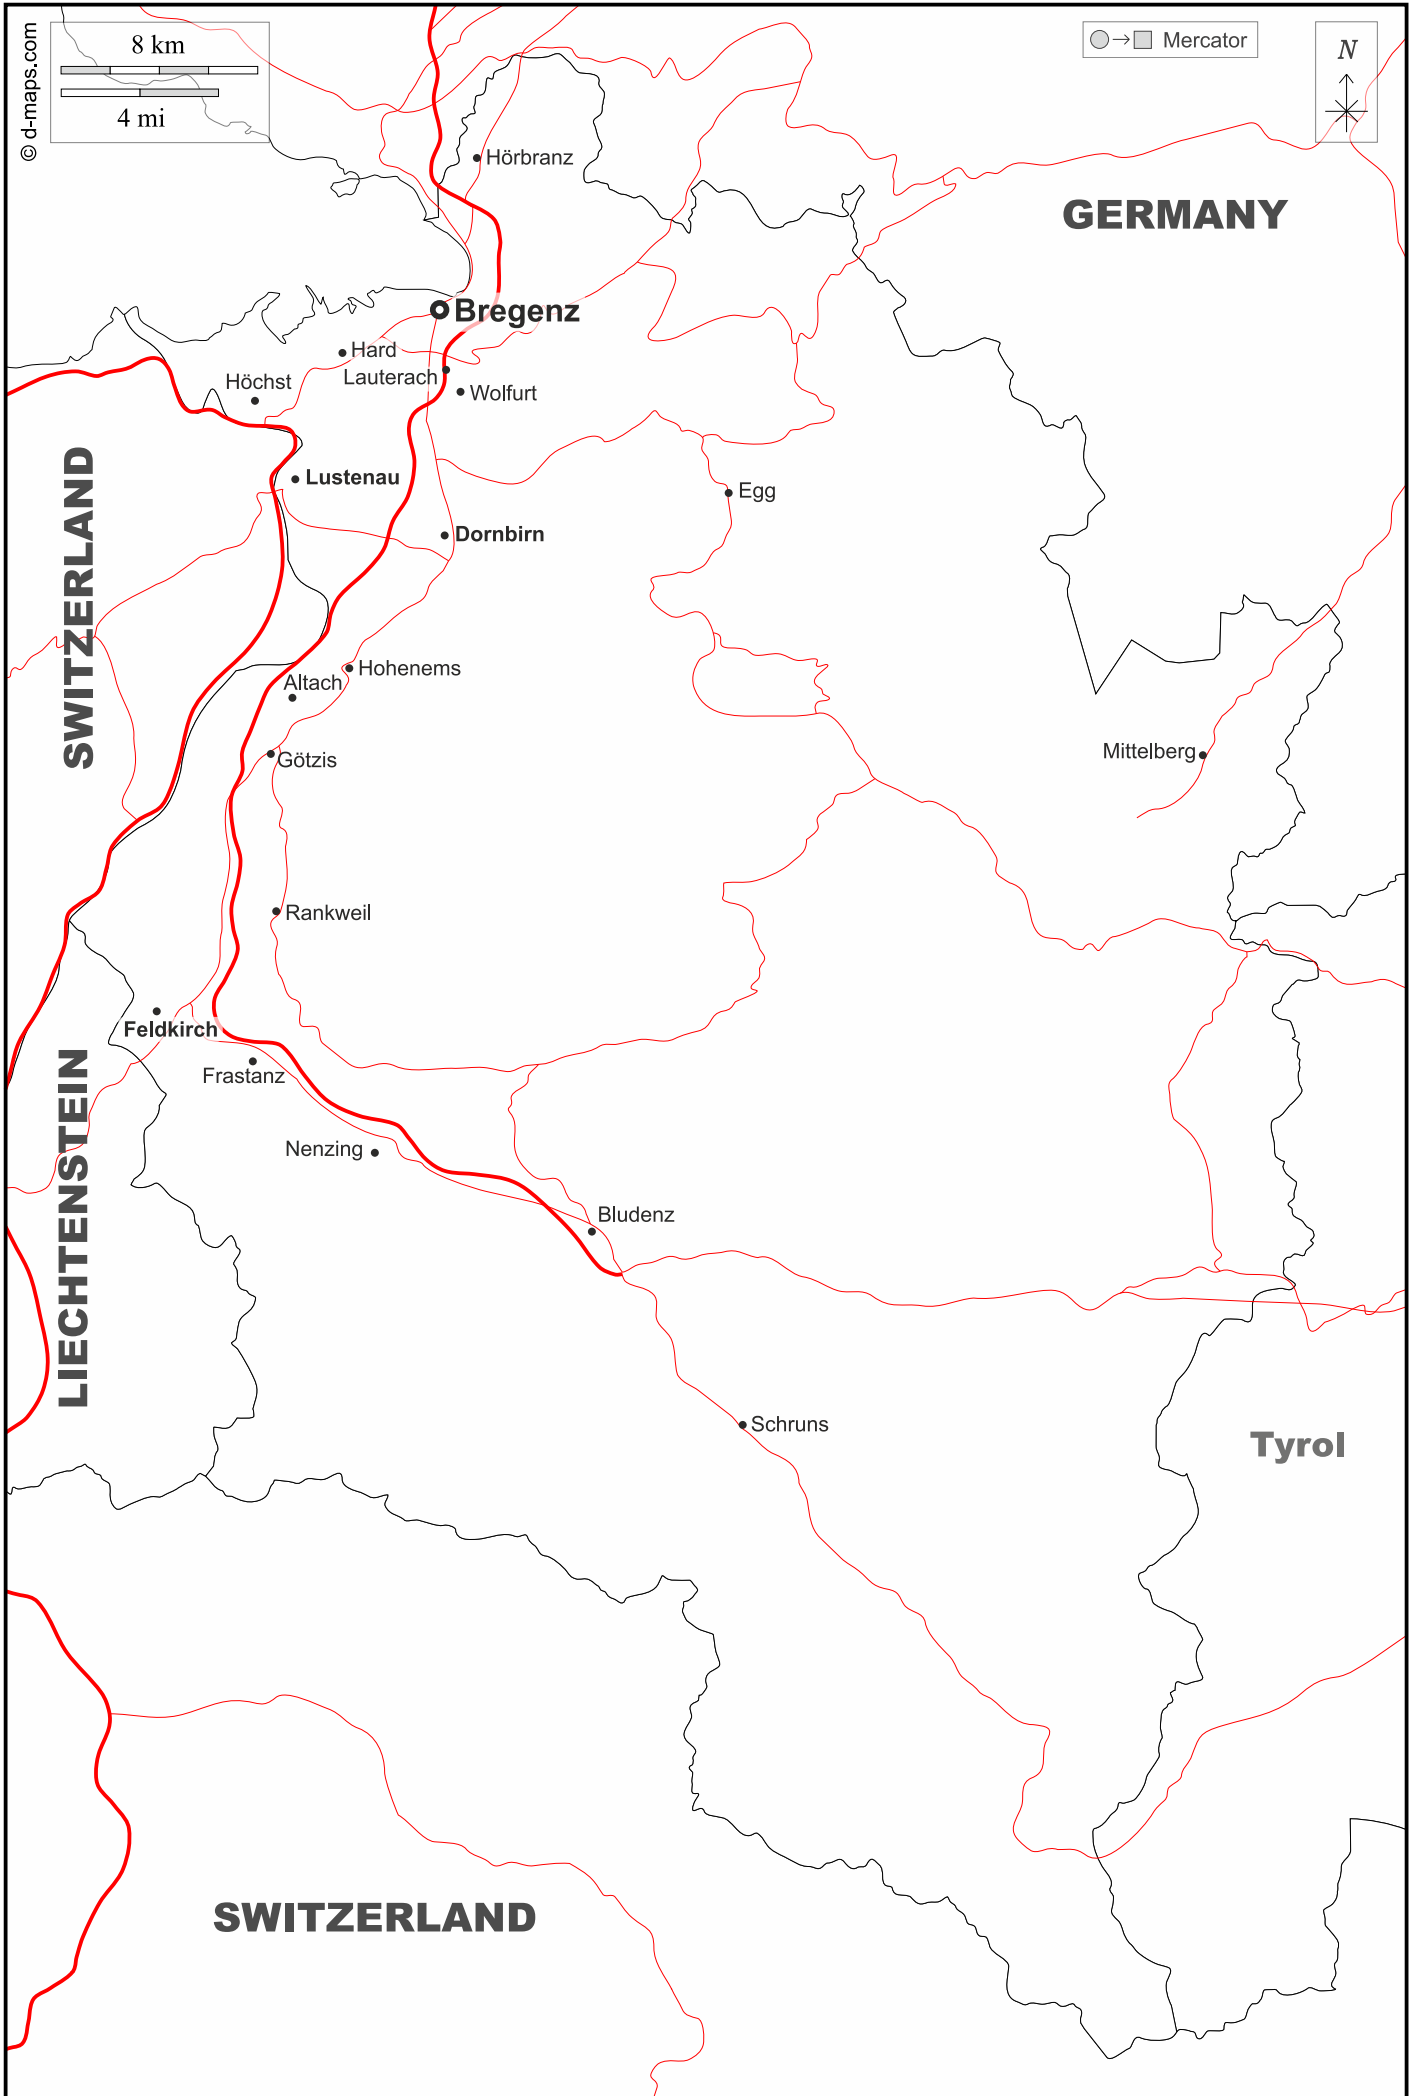 © d-maps.com
8 km
4 mi
Mercator
N
Hörbranz
GERMANY
Bregenz
Hard
Lauterach
Höchst
Wolfurt
SWITZERLAND
Lustenau
Egg
Dornbirn
Hohenems
Altach
Götzis
Mittelberg
Rankweil
Feldkirch
Frastanz
LIECHTENSTEIN
Nenzing
Bludenz
Schruns
Tyrol
SWITZERLAND